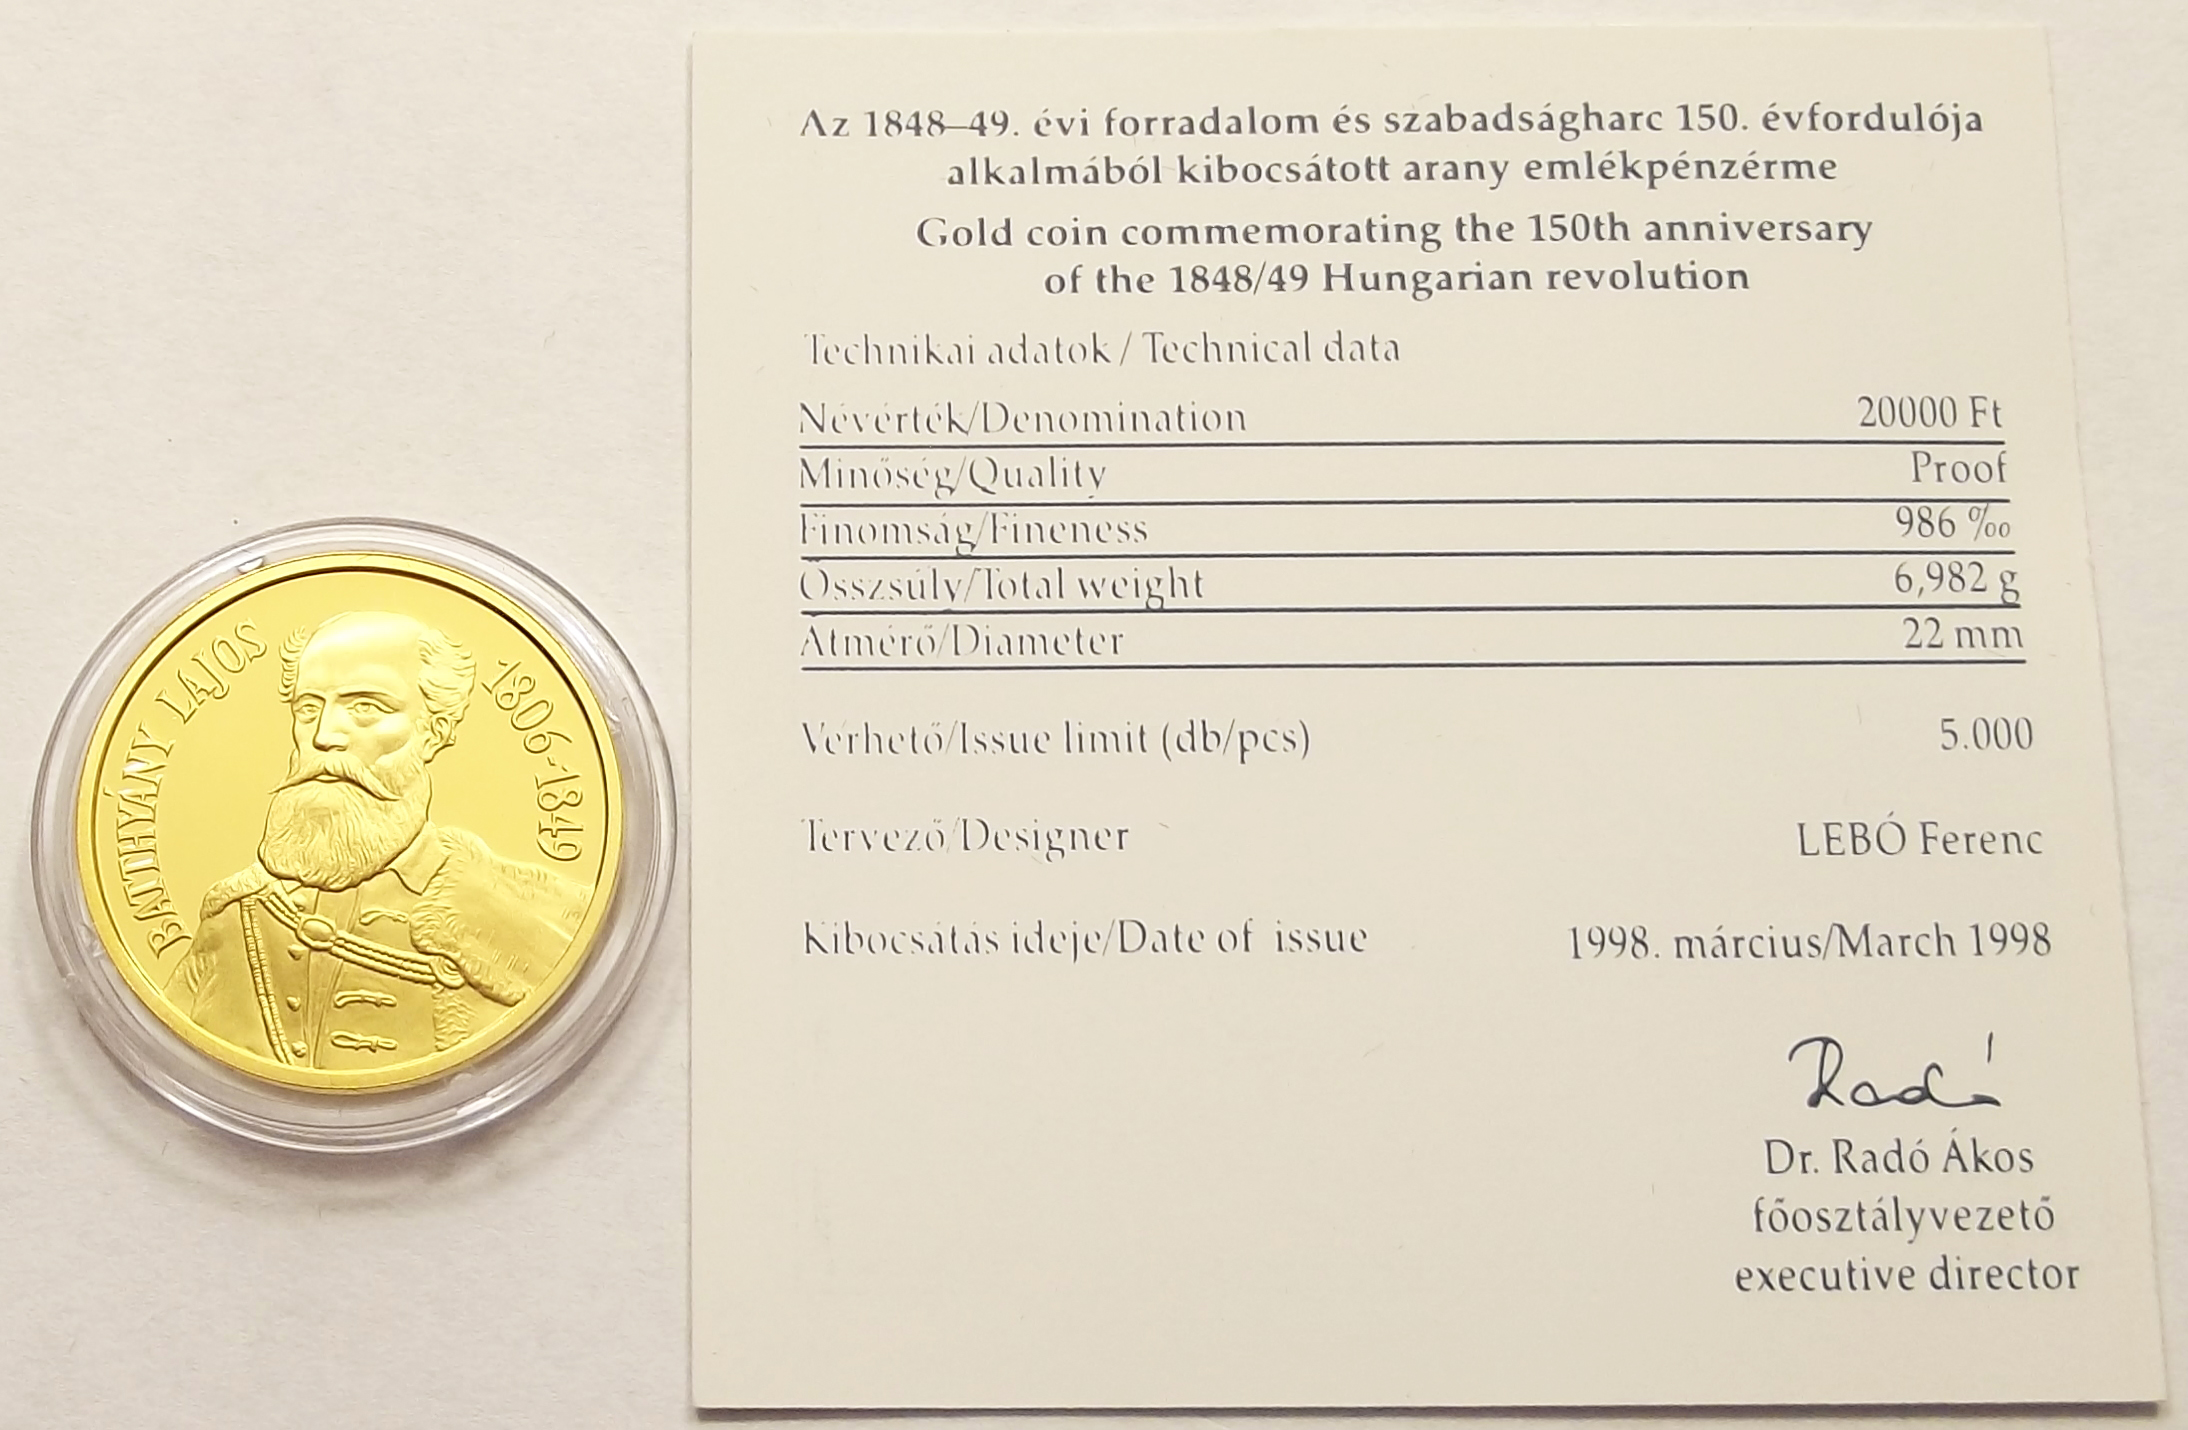 BATTHYÁNY LAJOS
1806-1849
Az 1848–49. évi forradalom és szabadságharc 150. évfordulója
alkalmából kibocsátott arany emlékpénzérme
Gold coin commemorating the 150th anniversary
of the 1848/49 Hungarian revolution
Technikai adatok / Technical data
Névérték/Denomination 20000 Ft
Minőség/Quality Proof
Finomság/Fineness 986 ‰
Összsúly/Total weight 6,982 g
Átmérő/Diameter 22 mm
Verhető/Issue limit (db/pcs) 5.000
Tervező/Designer LEBÓ Ferenc
Kibocsátás ideje/Date of issue 1998. március/March 1998
Radó
Dr. Radó Ákos
főosztályvezető
executive director